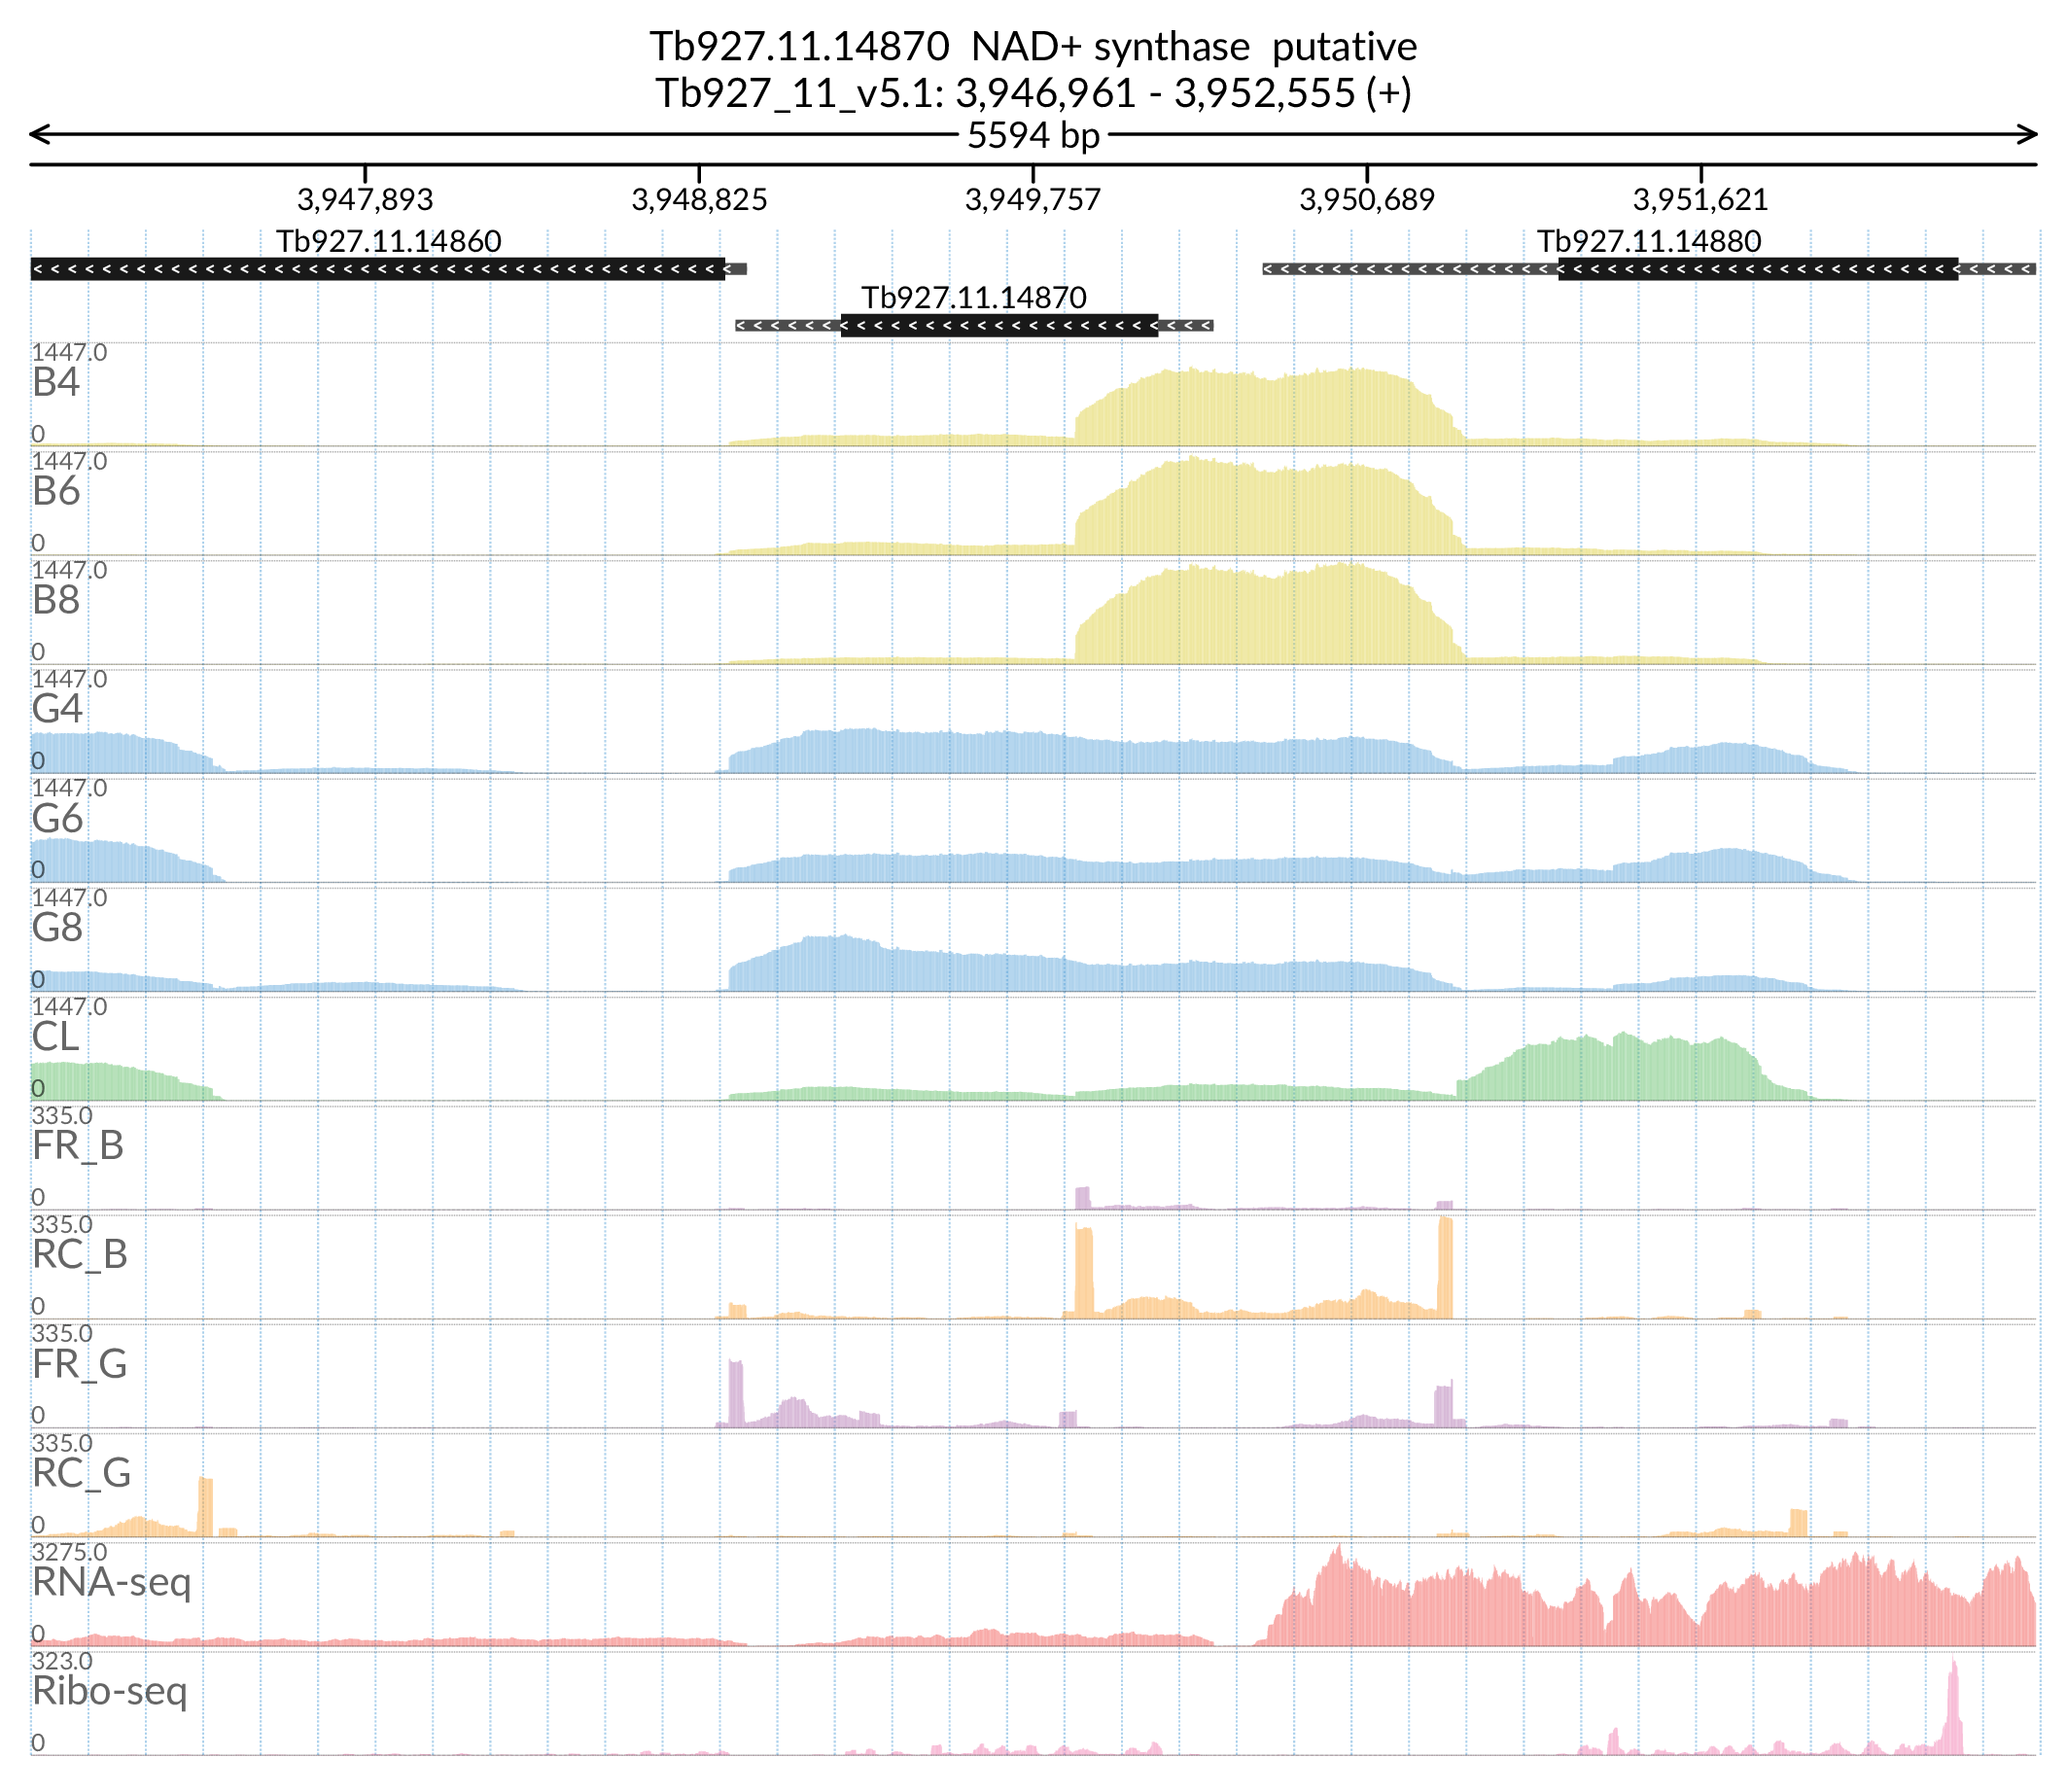 Tb927.11.14870 NAD+ synthase putative
Tb927_11_v5.1: 3,946,961 - 3,952,555 (+)
5594 bp
3,947,893 3,948,825 3,949,757 3,950,689 3,951,621
Tb927.11.14860 Tb927.11.14880
Tb927.11.14870
1447.0
B4
0
1447.0
B6
0
1447.0
B8
0
1447.0
G4
0
1447.0
G6
0
1447.0
G8
0
1447.0
CL
0
335.0
FR_B
0
335.0
RC_B
0
335.0
FR_G
0
335.0
RC_G
0
3275.0
RNA-seq
0
323.0
Ribo-seq
0